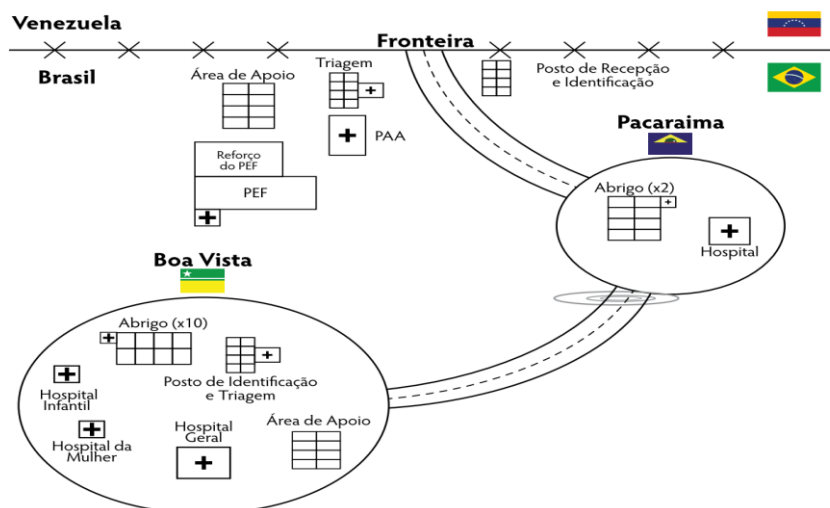 Venezuela
Fronteira
Brasil
Área de Apoio
Triagem
Posto de Recepção
e Identificação
PAA
Reforço
do PEF
PEF
Pacaraima
Abrigo (x2)
Hospital
Boa Vista
Abrigo (x10)
Posto de Identificação
e Triagem
Hospital
Infantil
Hospital da
Mulher
Hospital
Geral
Área de Apoio